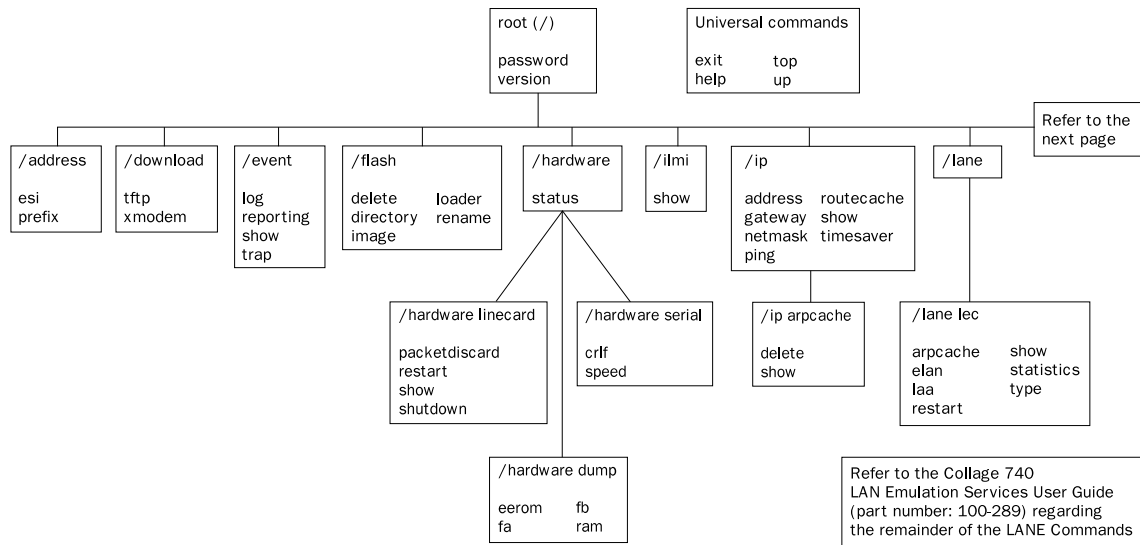 root (/)
password
version
Universal commands
exit top
help up
Refer to the
next page
/address
esi
prefix
/download
tftp
xmodem
/event
log
reporting
show
trap
/flash
delete loader
directory rename
image
/hardware
status
/ilmi
show
/ip
address routecache
gateway show
netmask timesaver
ping
/lane
/hardware linecard
packetdiscard
restart
show
shutdown
/hardware serial
crlf
speed
/ip arpcache
delete
show
/lane lec
arpcache show
elan statistics
laa type
restart
/hardware dump
eerom fb
fa ram
Refer to the Collage 740
LAN Emulation Services User Guide
(part number: 100-289) regarding
the remainder of the LANE Commands